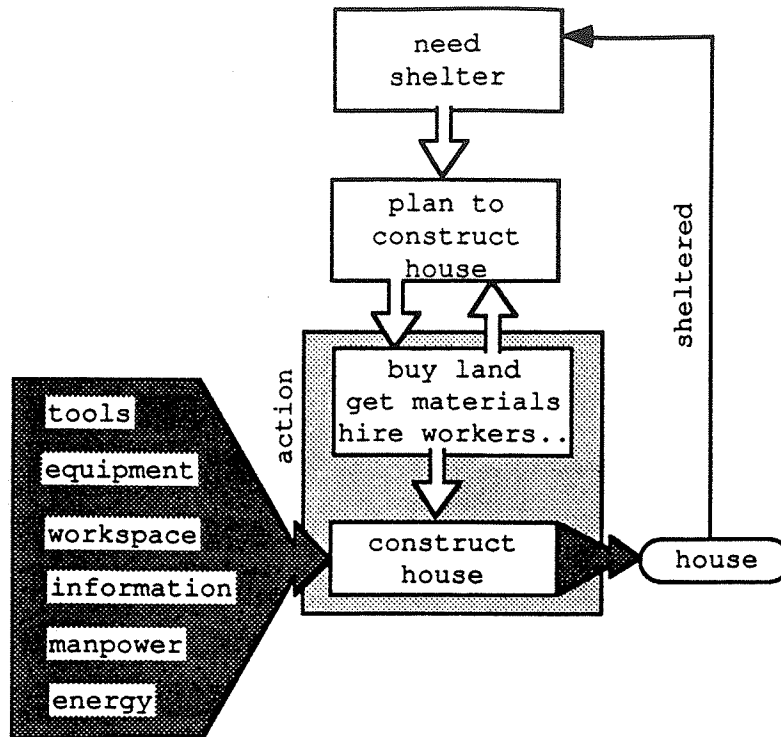 need
shelter
plan to
construct
house
sheltered
action
buy land
get materials
hire workers..
tools
equipment
workspace
information
manpower
energy
construct
house
house